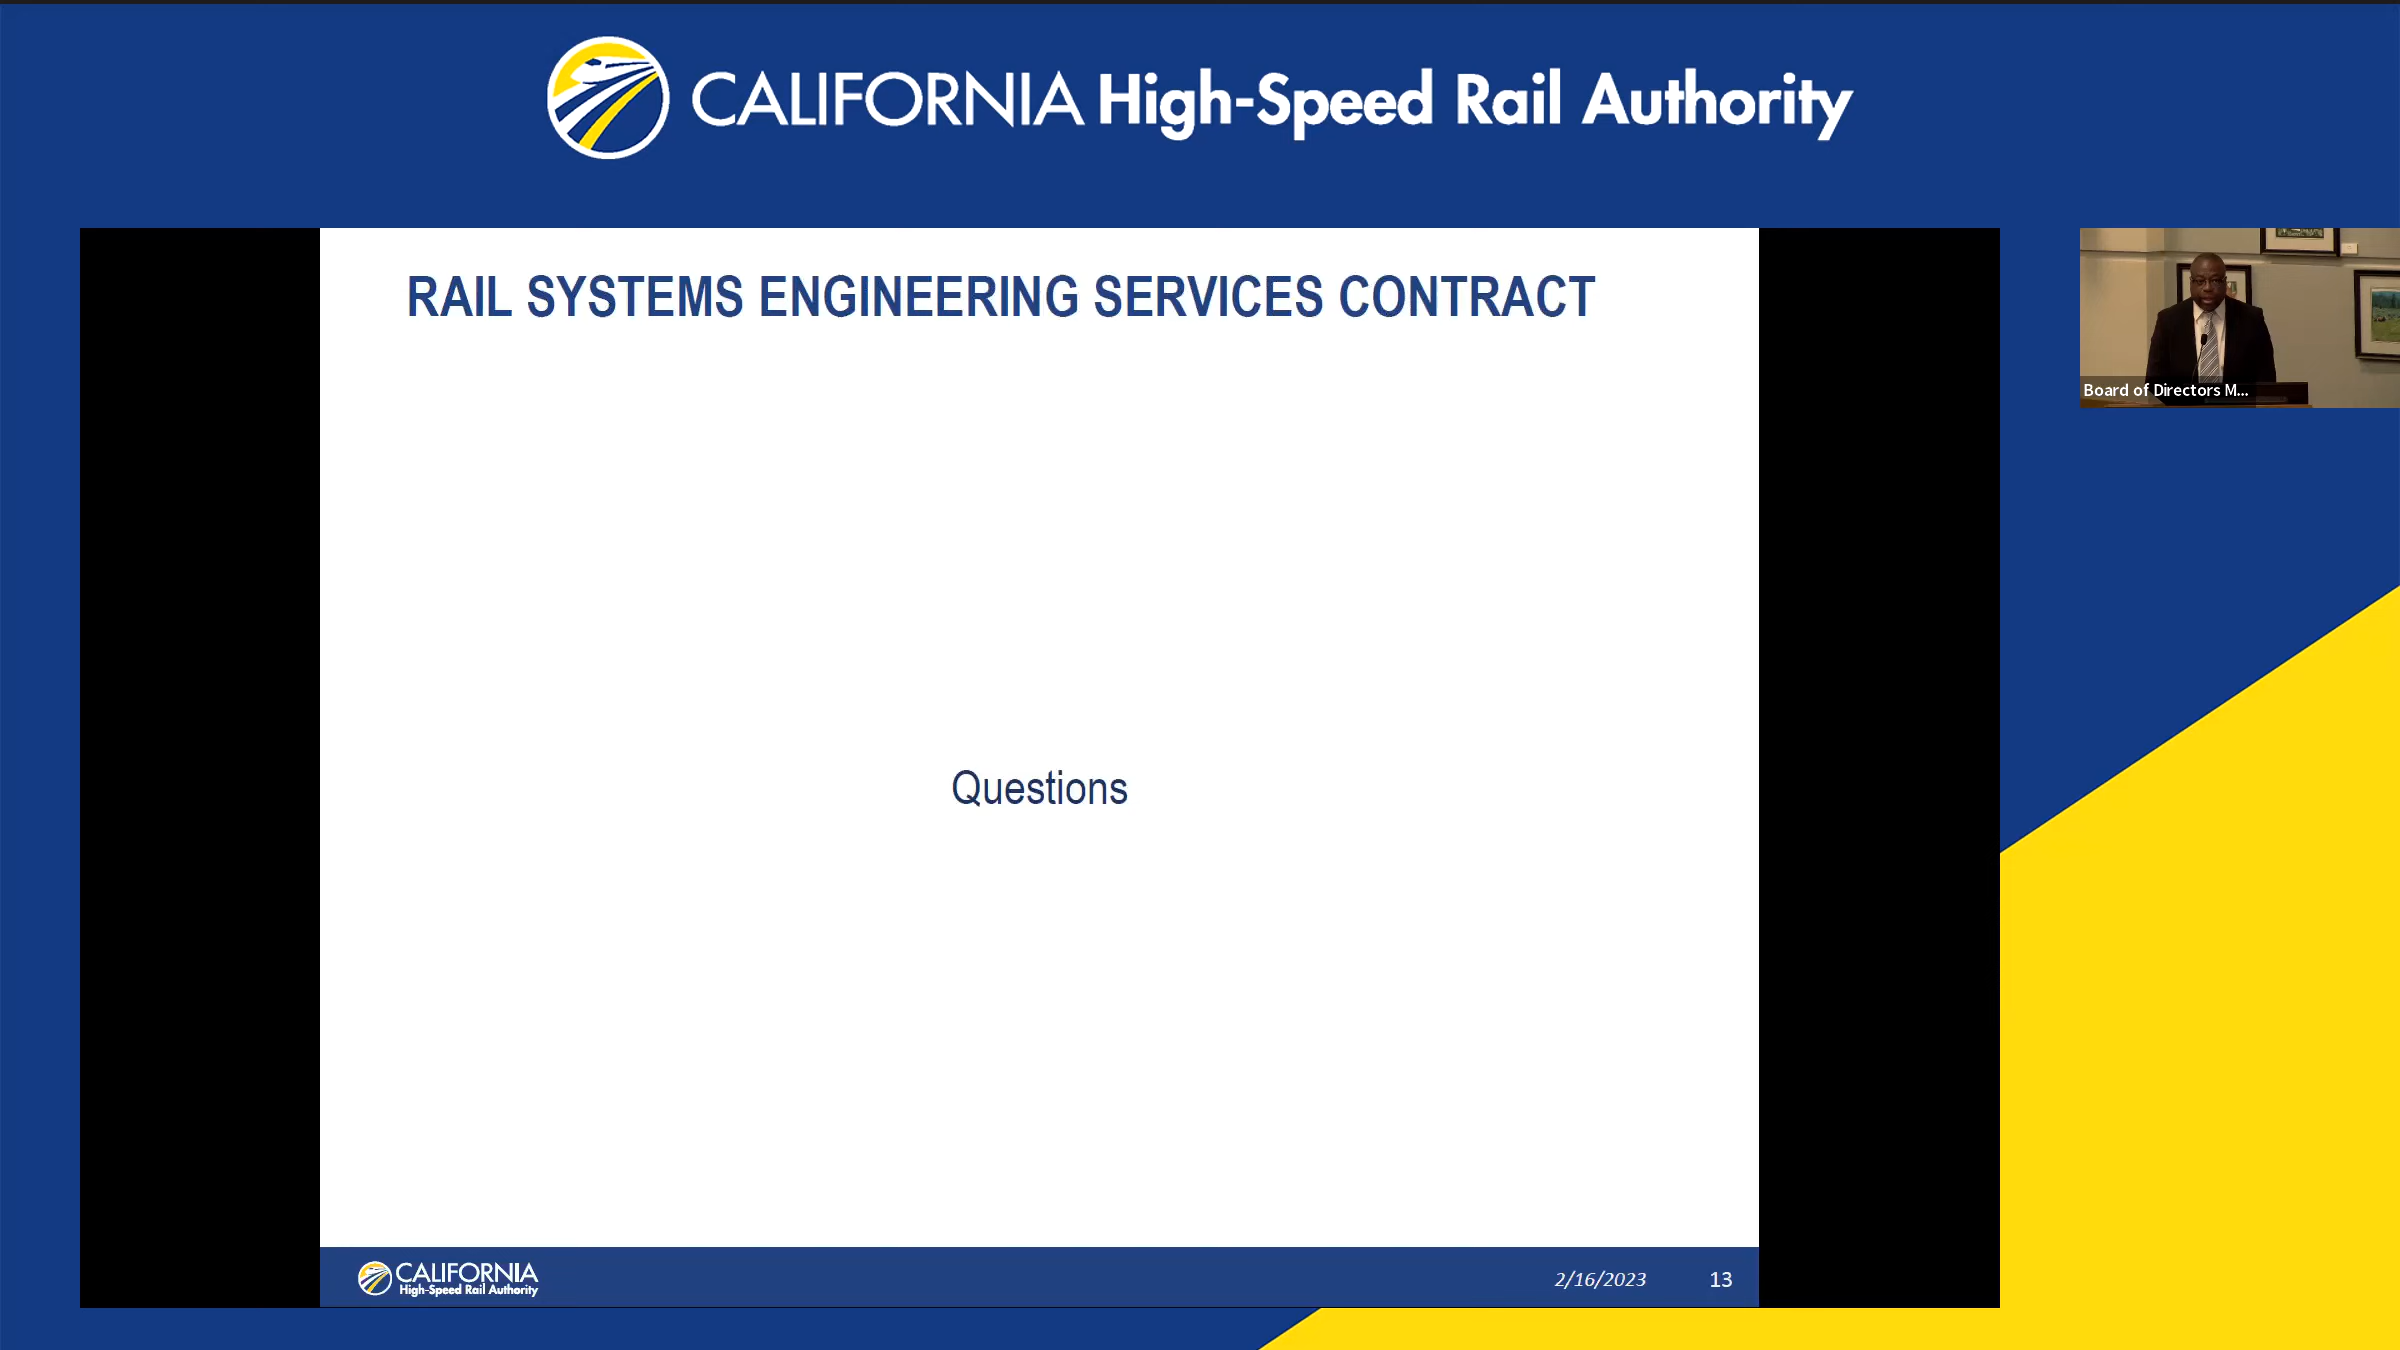 CALIFORNIA High-Speed Rail Authority
RAIL SYSTEMS ENGINEERING SERVICES CONTRACT
Board of Directors M...
Questions
CALIFORNIA
High-Speed Rail Authority
2/16/2023
13